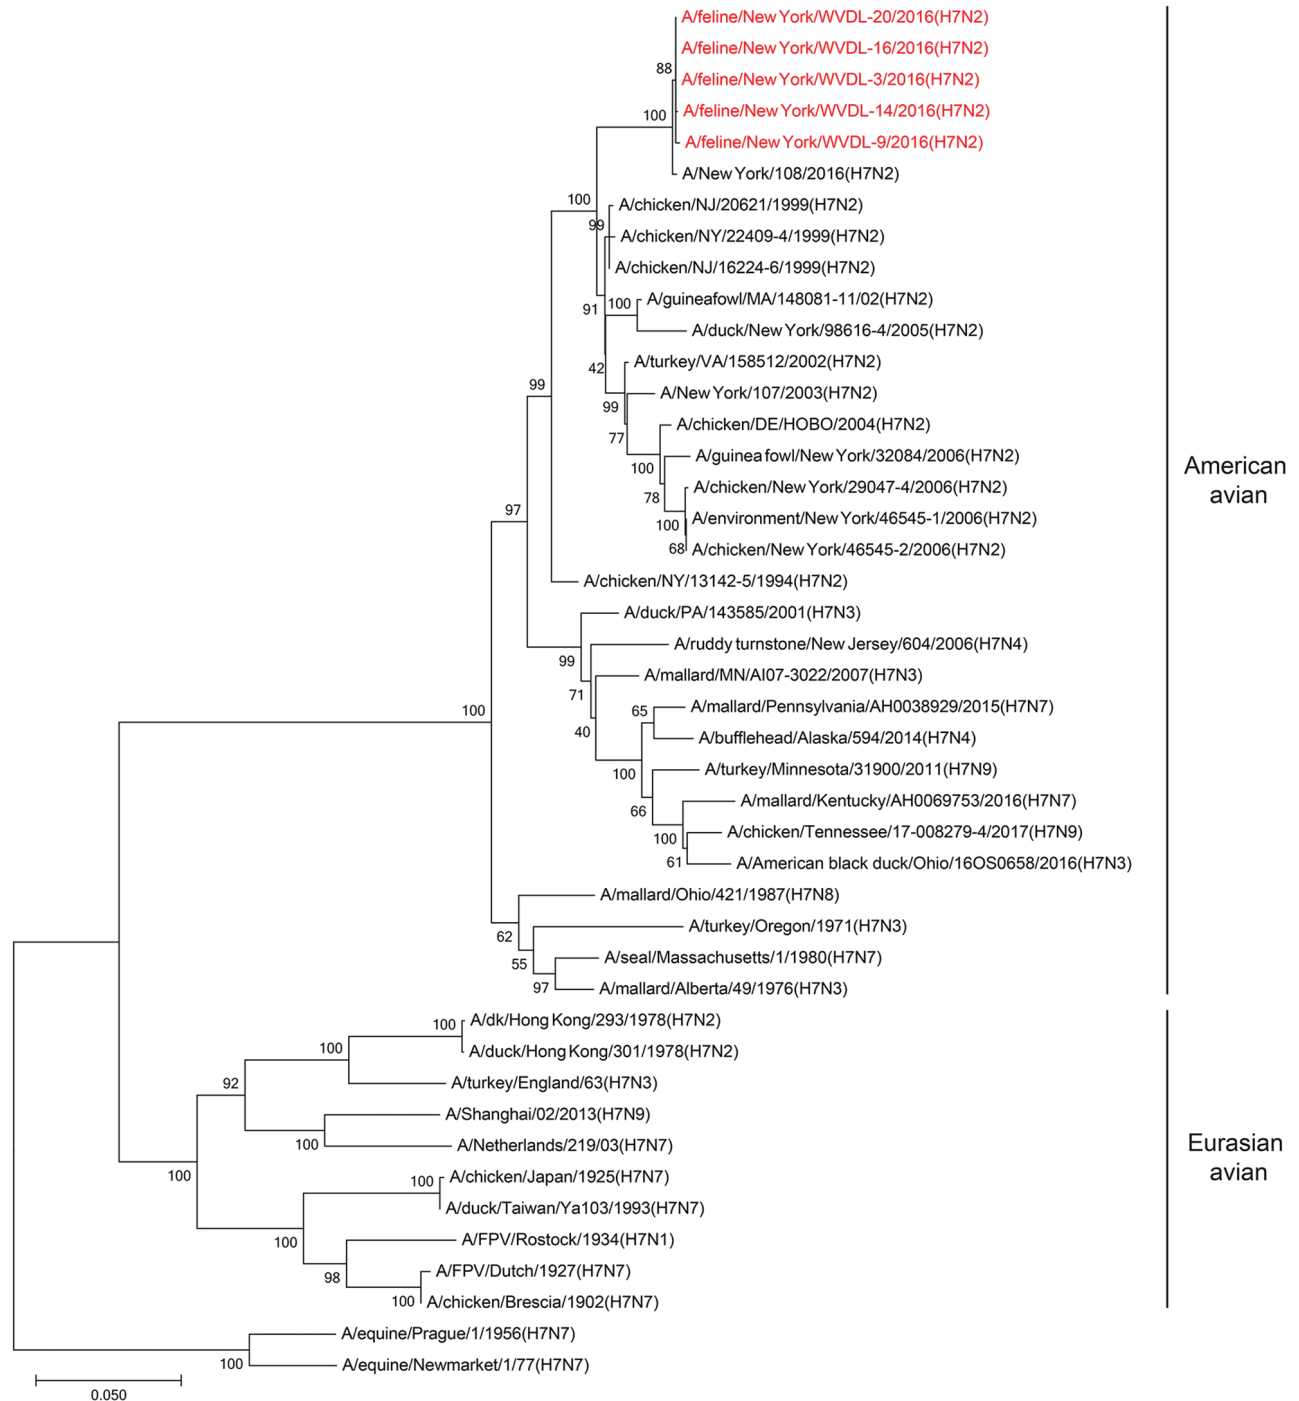 A/feline/New York/WVDL-20/2016(H7N2)
A/feline/New York/WVDL-16/2016(H7N2)
88
A/feline/New York/WVDL-3/2016(H7N2)
100
A/feline/New York/WVDL-14/2016(H7N2)
A/feline/New York/WVDL-9/2016(H7N2)
A/New York/108/2016(H7N2)
100
A/chicken/NJ/20621/1999(H7N2)
99
A/chicken/NY/22409-4/1999(H7N2)
A/chicken/NJ/16224-6/1999(H7N2)
91
100
A/guineafowl/MA/148081-11/02(H7N2)
A/duck/New York/98616-4/2005(H7N2)
42
A/turkey/VA/158512/2002(H7N2)
99
A/New York/107/2003(H7N2)
99
77
A/chicken/DE/HOBO/2004(H7N2)
100
A/guinea fowl/New York/32084/2006(H7N2)
78
A/chicken/New York/29047-4/2006(H7N2)
97
100
A/environment/New York/46545-1/2006(H7N2)
68
A/chicken/New York/46545-2/2006(H7N2)
A/chicken/NY/13142-5/1994(H7N2)
A/duck/PA/143585/2001(H7N3)
99
A/ruddy turnstone/New Jersey/604/2006(H7N4)
71
A/mallard/MN/AI07-3022/2007(H7N3)
100
65
A/mallard/Pennsylvania/AH0038929/2015(H7N7)
40
A/bufflehead/Alaska/594/2014(H7N4)
100
A/turkey/Minnesota/31900/2011(H7N9)
66
A/mallard/Kentucky/AH0069753/2016(H7N7)
100
A/chicken/Tennessee/17-008279-4/2017(H7N9)
61
A/American black duck/Ohio/16OS0658/2016(H7N3)
A/mallard/Ohio/421/1987(H7N8)
62
A/turkey/Oregon/1971(H7N3)
55
A/seal/Massachusetts/1/1980(H7N7)
97
A/mallard/Alberta/49/1976(H7N3)
American
avian
100
A/dk/Hong Kong/293/1978(H7N2)
100
A/duck/Hong Kong/301/1978(H7N2)
92
A/turkey/England/63(H7N3)
A/Shanghai/02/2013(H7N9)
100
A/Netherlands/219/03(H7N7)
100
100
A/chicken/Japan/1925(H7N7)
A/duck/Taiwan/Ya103/1993(H7N7)
100
A/FPV/Rostock/1934(H7N1)
98
A/FPV/Dutch/1927(H7N7)
100
A/chicken/Brescia/1902(H7N7)
Eurasian
avian
A/equine/Prague/1/1956(H7N7)
100
A/equine/Newmarket/1/77(H7N7)
0.050